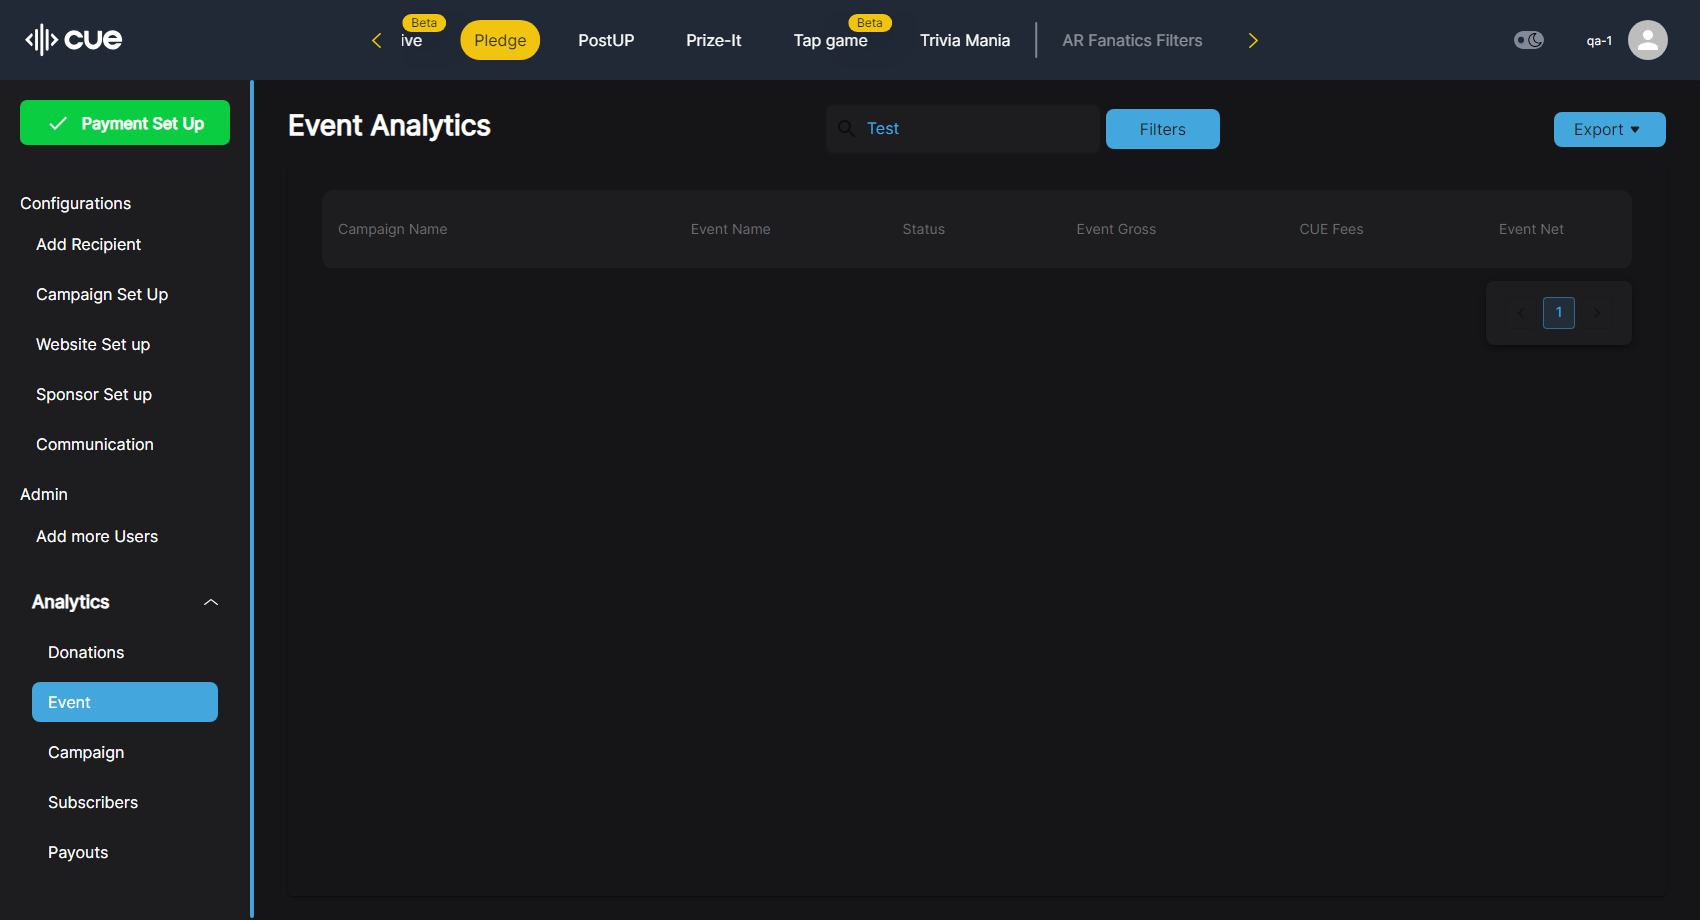 cue
Beta
ive
Pledge
PostUP
Prize-It
Beta
Tap game
Trivia Mania
AR Fanatics Filters
qa-1
Payment Set Up
Configurations
Add Recipient
Campaign Set Up
Website Set up
Sponsor Set up
Communication
Admin
Add more Users
Analytics
Donations
Event
Campaign
Subscribers
Payouts
Event Analytics
Test
Filters
Export
Campaign Name Event Name Status Event Gross CUE Fees Event Net
1